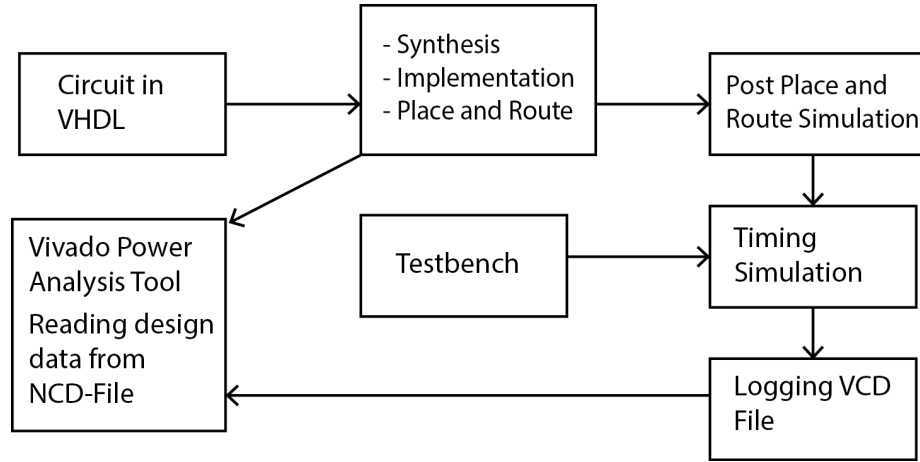 Circuit in
VHDL
- Synthesis
- Implementation
- Place and Route
Post Place and
Route Simulation
Vivado Power
Analysis Tool
Reading design
data from
NCD-File
Testbench
Timing
Simulation
Logging VCD
File